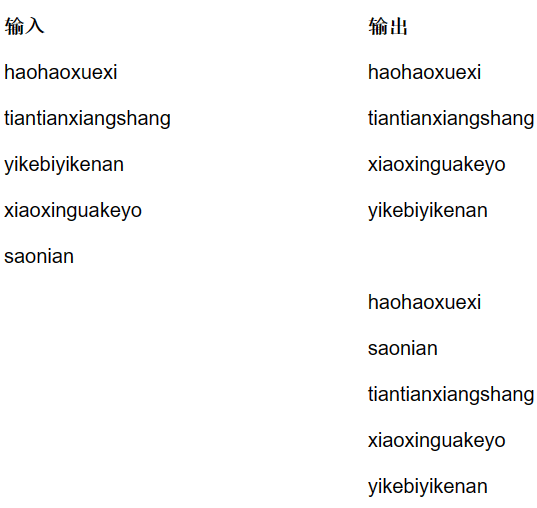 输入 输出
haohaoxuexi haohaoxuexi
tiantianxiangshang tiantianxiangshang
yikebiyikenan xiaoxinguakeyo
xiaoxinguakeyo yikebiyikenan
saonian
haohaoxuexi
saonian
tiantianxiangshang
xiaoxinguakeyo
yikebiyikenan